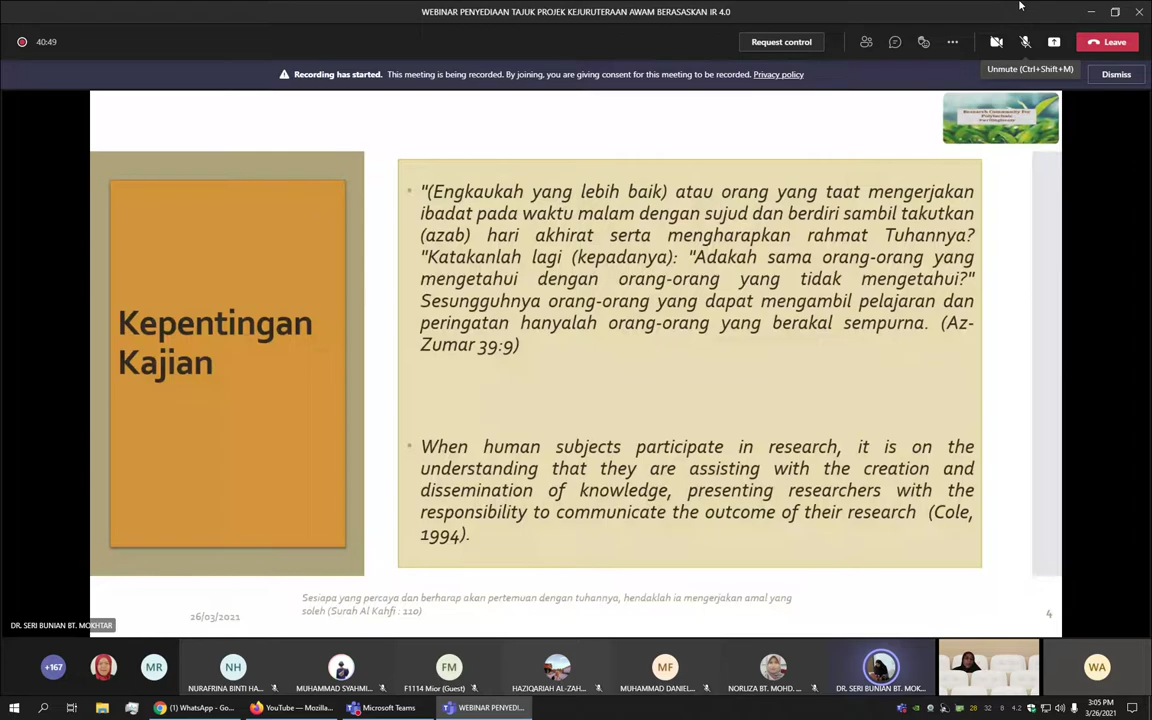 WEBINAR PENYEDIAAN TAJUK PROJEK KEJURUTERAAN AWAM BERASASKAN IR 4.0
40:49
Request control
Leave
Recording has started. This meeting is being recorded. By joining, you are giving consent for this meeting to be recorded. Privacy policy
Unmute (Ctrl+Shift+M)
Dismiss
Research Community For
Polytechnic
Kepentingan
Kajian
"(Engkaukah yang lebih baik) atau orang yang taat mengerjakan
ibadat pada waktu malam dengan sujud dan berdiri sambil takutkan
(azab) hari akhirat serta mengharapkan rahmat Tuhannya?
"Katakanlah lagi (kepadanya): "Adakah sama orang-orang yang
mengetahui dengan orang-orang yang tidak mengetahui?"
Sesungguhnya orang-orang yang dapat mengambil pelajaran dan
peringatan hanyalah orang-orang yang berakal sempurna. (Az-
Zumar 39:9)
When human subjects participate in research, it is on the
understanding that they are assisting with the creation and
dissemination of knowledge, presenting researchers with the
responsibility to communicate the outcome of their research (Cole,
1994).
Sesiapa yang percaya dan berharap akan pertemuan dengan tuhannya, hendaklah ia mengerjakan amal yang
soleh (Surah Al Kahfi : 110)
26/03/2021
4
DR. SERI BUNIAN BT. MOKHTAR
+167
MR
NH
FM
MF
WA
NURAFRINA BINTI HA...
MUHAMMAD SYAHMI...
F1114 Mior (Guest)
HAZIQARIAH AL-ZAH...
MUHAMMAD DANIEL...
NORLIZA BT. MOHD. ...
DR. SERI BUNIAN BT. MOK...
(1) WhatsApp - Go...
YouTube — Mozilla...
Microsoft Teams
WEBINAR PENYEDI...
28
32
8
4.2
3:05 PM
3/26/2021